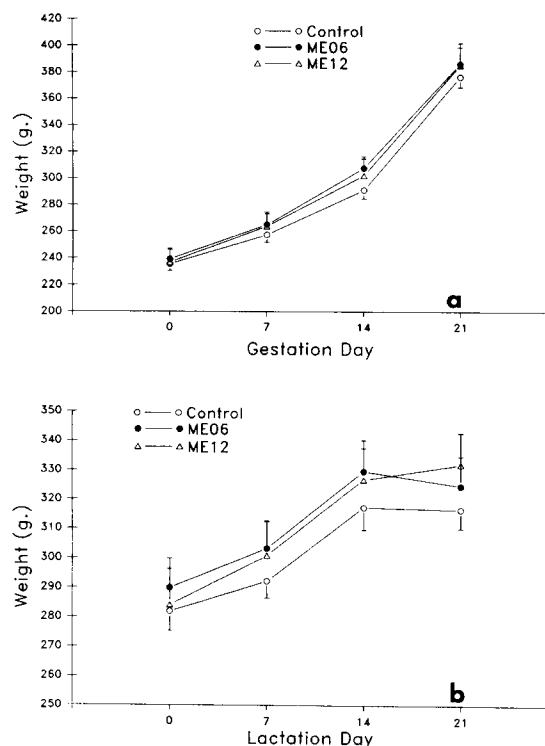 420
400
380
360
340
320
300
280
260
240
220
200
Weight (g.)
Control
ME06
ME12
a
0 7 14 21
Gestation Day
350
340
330
320
310
300
290
280
270
260
250
Weight (g.)
Control
ME06
ME12
b
0 7 14 21
Lactation Day